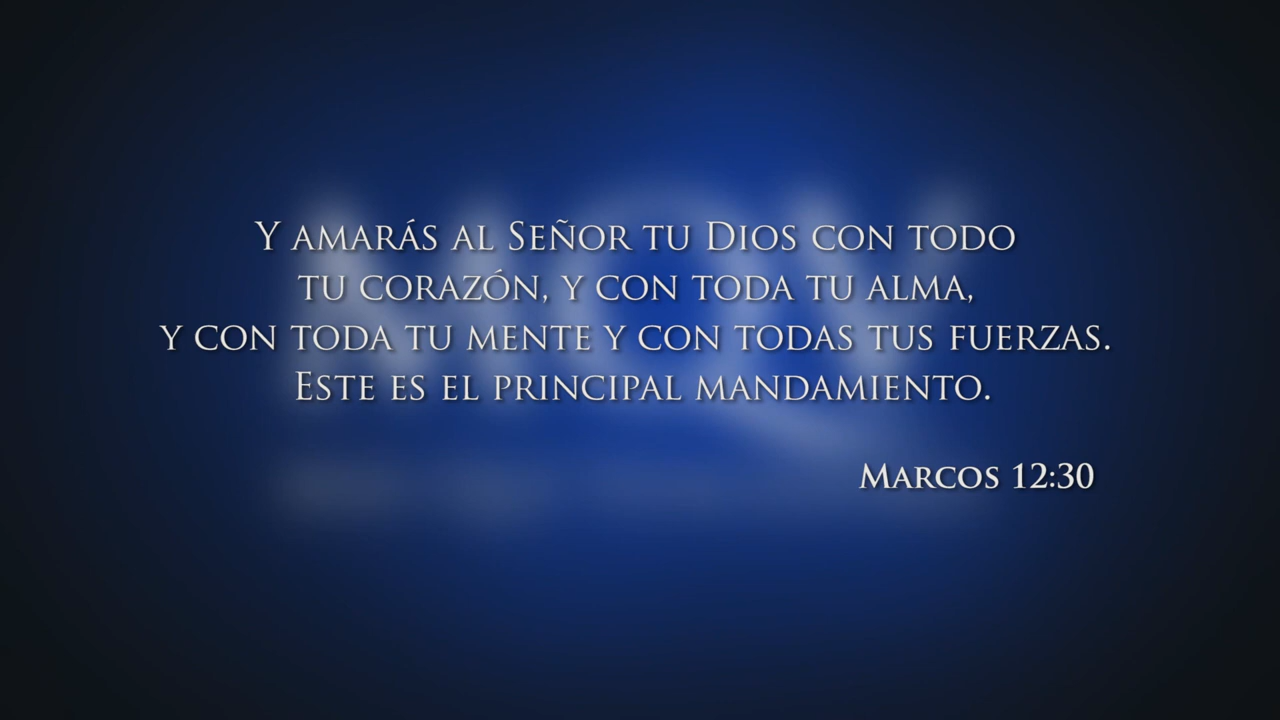 Y amarás al Señor tu Dios con todo
tu corazón, y con toda tu alma,
y con toda tu mente y con todas tus fuerzas.
Este es el principal mandamiento.
Marcos 12:30